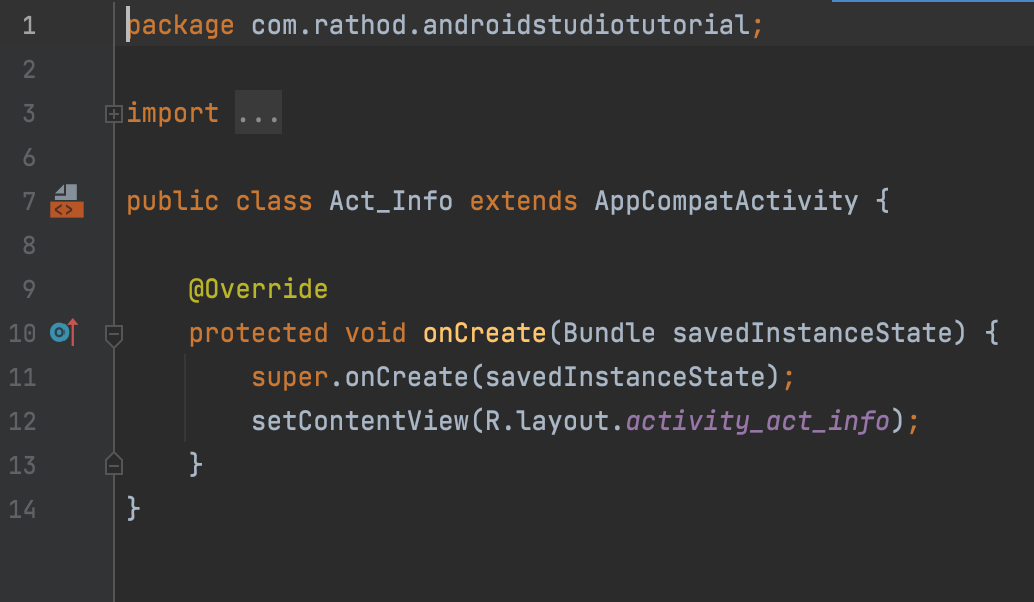 1 package com.rathod.androidstudiotutorial;
2
3 import ...
6
7 public class Act_Info extends AppCompatActivity {
8
9 @Override
10 protected void onCreate(Bundle savedInstanceState) {
11 super.onCreate(savedInstanceState);
12 setContentView(R.layout.activity_act_info);
13 }
14 }